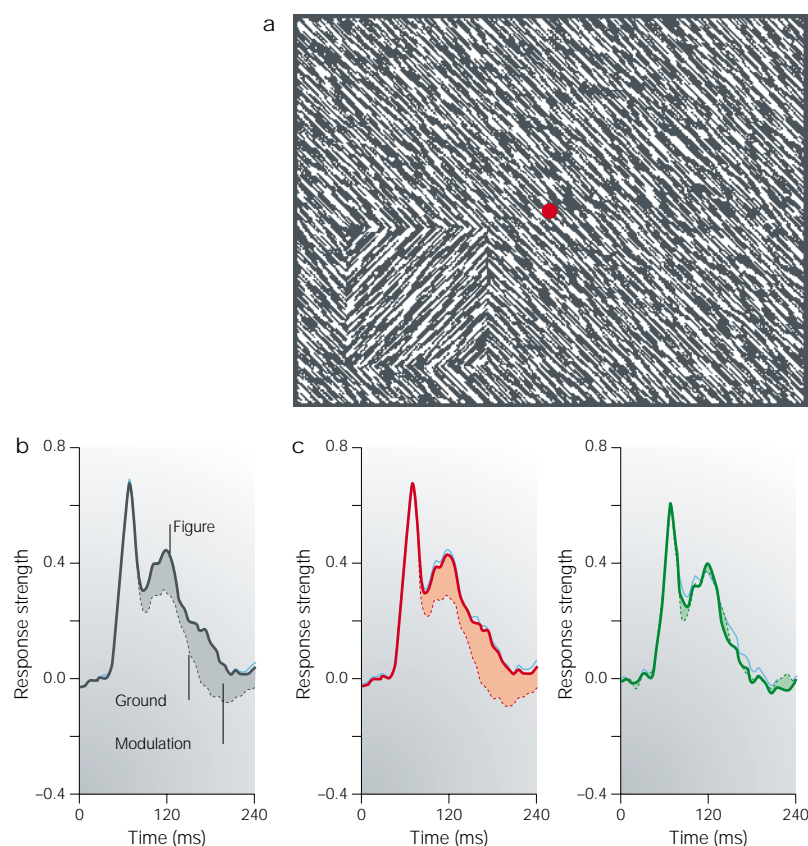 a
b
0.8
0.4
0.0
–0.4
Response strength
Figure
Ground
Modulation
0
120
240
Time (ms)
c
0.8
0.4
0.0
–0.4
Response strength
0
120
240
Time (ms)
0.8
0.4
0.0
–0.4
Response strength
0
120
240
Time (ms)